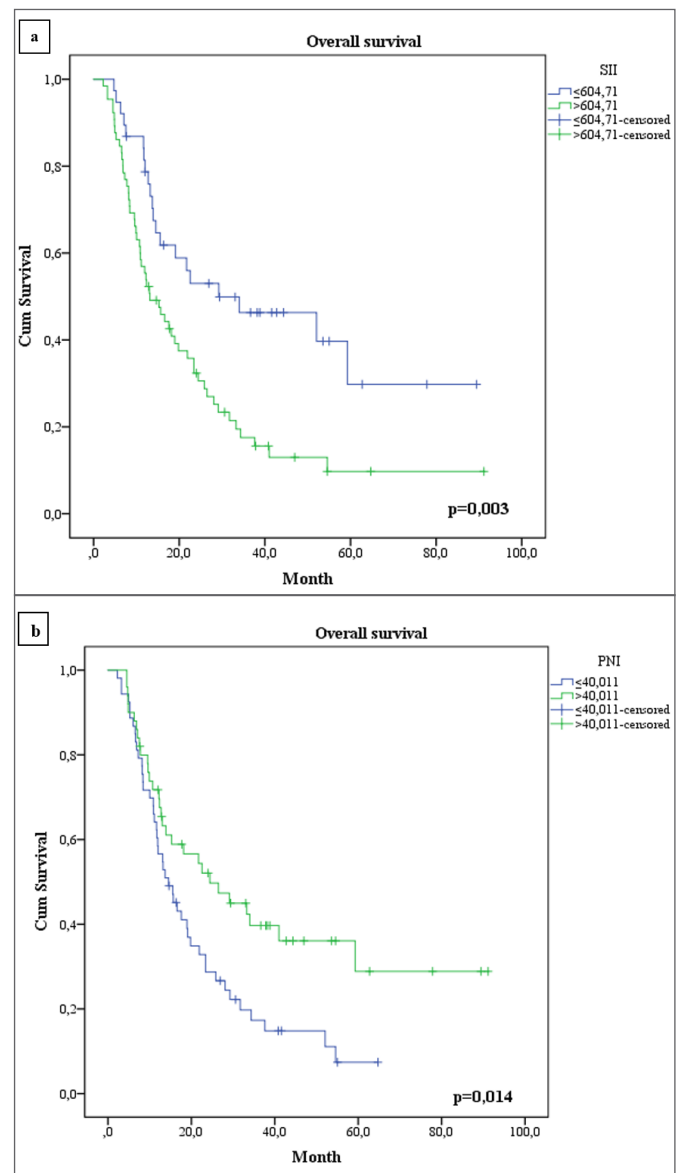 a
Overall survival
SII
≤604,71
>604,71
≤604,71-censored
>604,71-censored
1,0
0,8
0,6
0,4
0,2
0,0
Cum Survival
p=0,003
,0 20,0 40,0 60,0 80,0 100,0
Month
b
Overall survival
PNI
≤40,011
>40,011
≤40,011-censored
>40,011-censored
1,0
0,8
0,6
0,4
0,2
0,0
Cum Survival
p=0,014
,0 20,0 40,0 60,0 80,0 100,0
Month